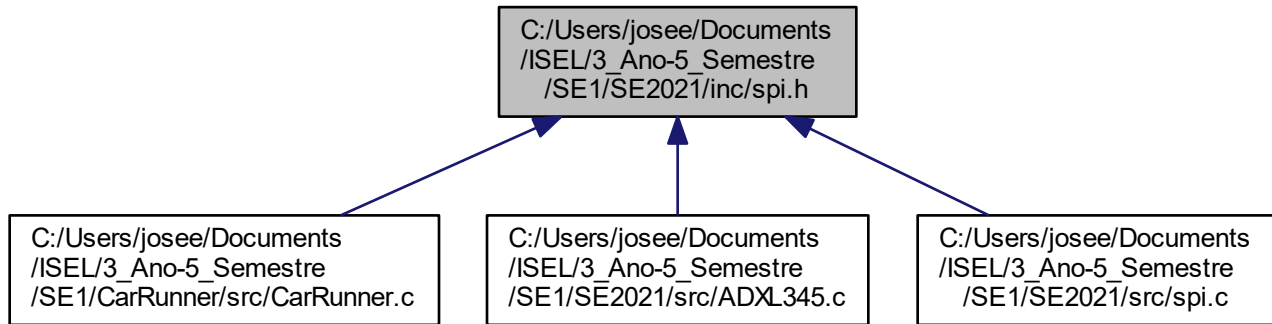 C:/Users/josee/Documents
/ISEL/3_Ano-5_Semestre
/SE1/SE2021/inc/spi.h
C:/Users/josee/Documents
/ISEL/3_Ano-5_Semestre
/SE1/CarRunner/src/CarRunner.c
C:/Users/josee/Documents
/ISEL/3_Ano-5_Semestre
/SE1/SE2021/src/ADXL345.c
C:/Users/josee/Documents
/ISEL/3_Ano-5_Semestre
/SE1/SE2021/src/spi.c